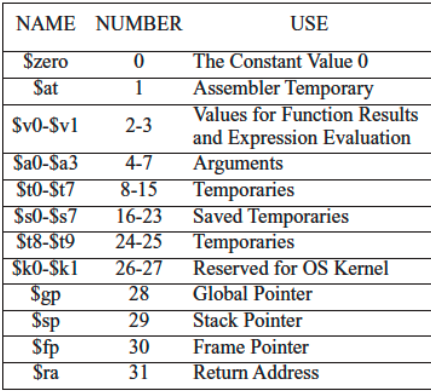 NAME NUMBER USE
$zero 0 The Constant Value 0
$at 1 Assembler Temporary
$v0-$v1 2-3 Values for Function Results
and Expression Evaluation
$a0-$a3 4-7 Arguments
$t0-$t7 8-15 Temporaries
$s0-$s7 16-23 Saved Temporaries
$t8-$t9 24-25 Temporaries
$k0-$k1 26-27 Reserved for OS Kernel
$gp 28 Global Pointer
$sp 29 Stack Pointer
$fp 30 Frame Pointer
$ra 31 Return Address